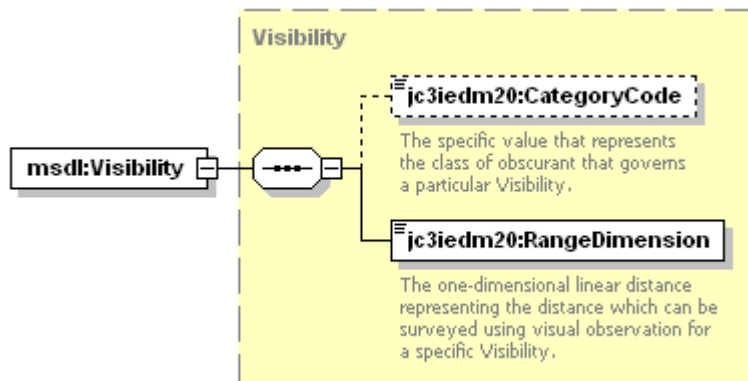 Visibility
jc3iedm20:CategoryCode
The specific value that represents
the class of obscurant that governs
a particular Visibility.
msdl:Visibility
jc3iedm20:RangeDimension
The one-dimensional linear distance
representing the distance which can be
surveyed using visual observation for
a specific Visibility.